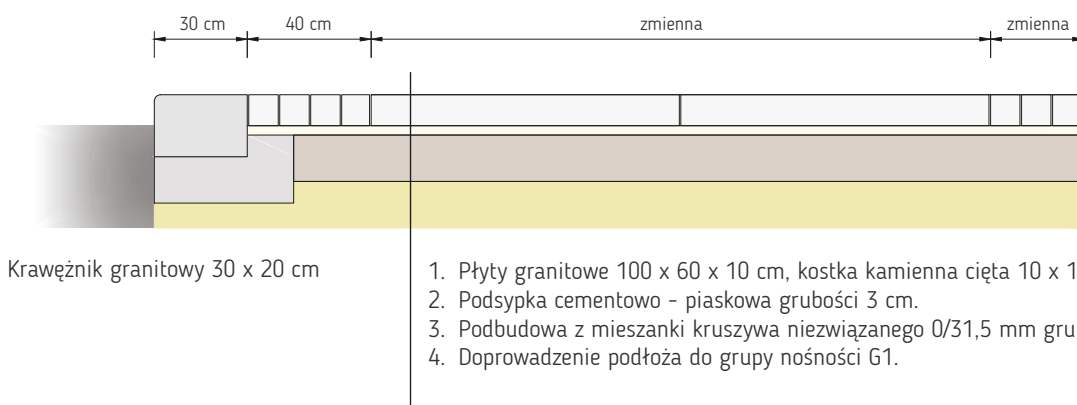 30 cm 40 cm zmienna zmienna
Krawężnik granitowy 30 x 20 cm
1. Płyty granitowe 100 x 60 x 10 cm, kostka kamienna cięta 10 x 1
2. Podsypka cementowo - piaskowa grubości 3 cm.
3. Podbudowa z mieszanki kruszywa niezwiązanego 0/31,5 mm gru
4. Doprowadzenie podłoża do grupy nośności G1.